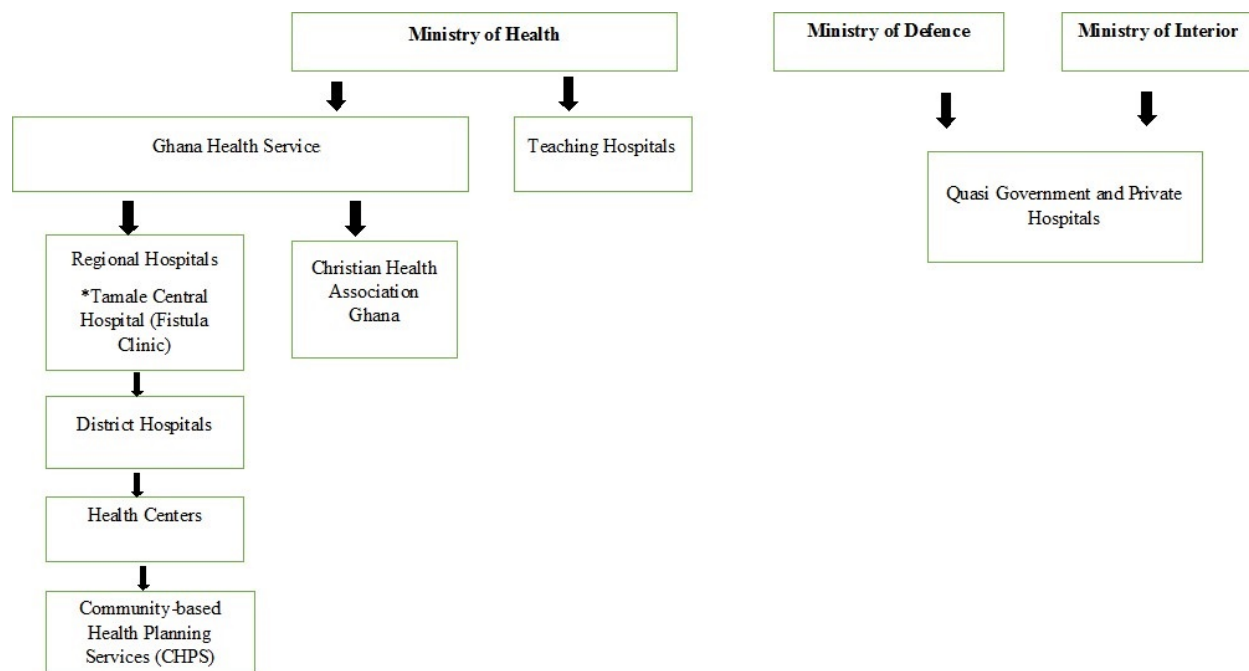 Ministry of Health
Ministry of Defence
Ministry of Interior
Ghana Health Service
Teaching Hospitals
Quasi Government and Private
Hospitals
Regional Hospitals
*Tamale Central
Hospital (Fistula
Clinic)
Christian Health
Association
Ghana
District Hospitals
Health Centers
Community-based
Health Planning
Services (CHPS)